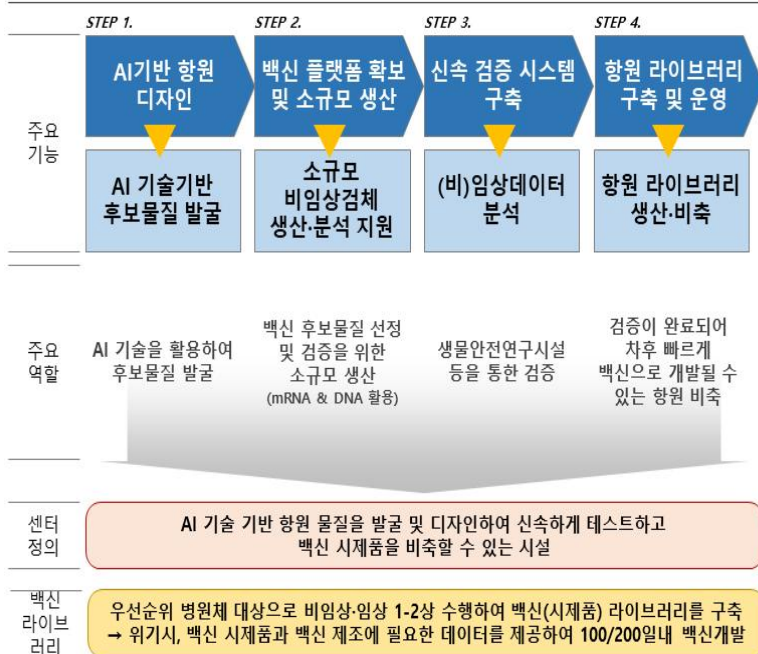 STEP 1.
STEP 2.
STEP 3.
STEP 4.
주요
기능
AI기반 항원
디자인
백신 플랫폼 확보
및 소규모 생산
신속 검증 시스템
구축
항원 라이브러리
구축 및 운영
AI 기술기반
후보물질 발굴
소규모
비임상검체
생산·분석 지원
(비)임상데이터
분석
항원 라이브러리
생산·비축
주요
역할
AI 기술을 활용하여
후보물질 발굴
백신 후보물질 선정
및 검증을 위한
소규모 생산
(mRNA & DNA 활용)
생물안전연구시설
등을 통한 검증
검증이 완료되어
차후 빠르게
백신으로 개발될 수
있는 항원 비축
센터
정의
AI 기술 기반 항원 물질을 발굴 및 디자인하여 신속하게 테스트하고
백신 시제품을 비축할 수 있는 시설
백신
라이브
러리
우선순위 병원체 대상으로 비임상·임상 1-2상 수행하여 백신(시제품) 라이브러리를 구축
→ 위기시, 백신 시제품과 백신 제조에 필요한 데이터를 제공하여 100/200일내 백신개발